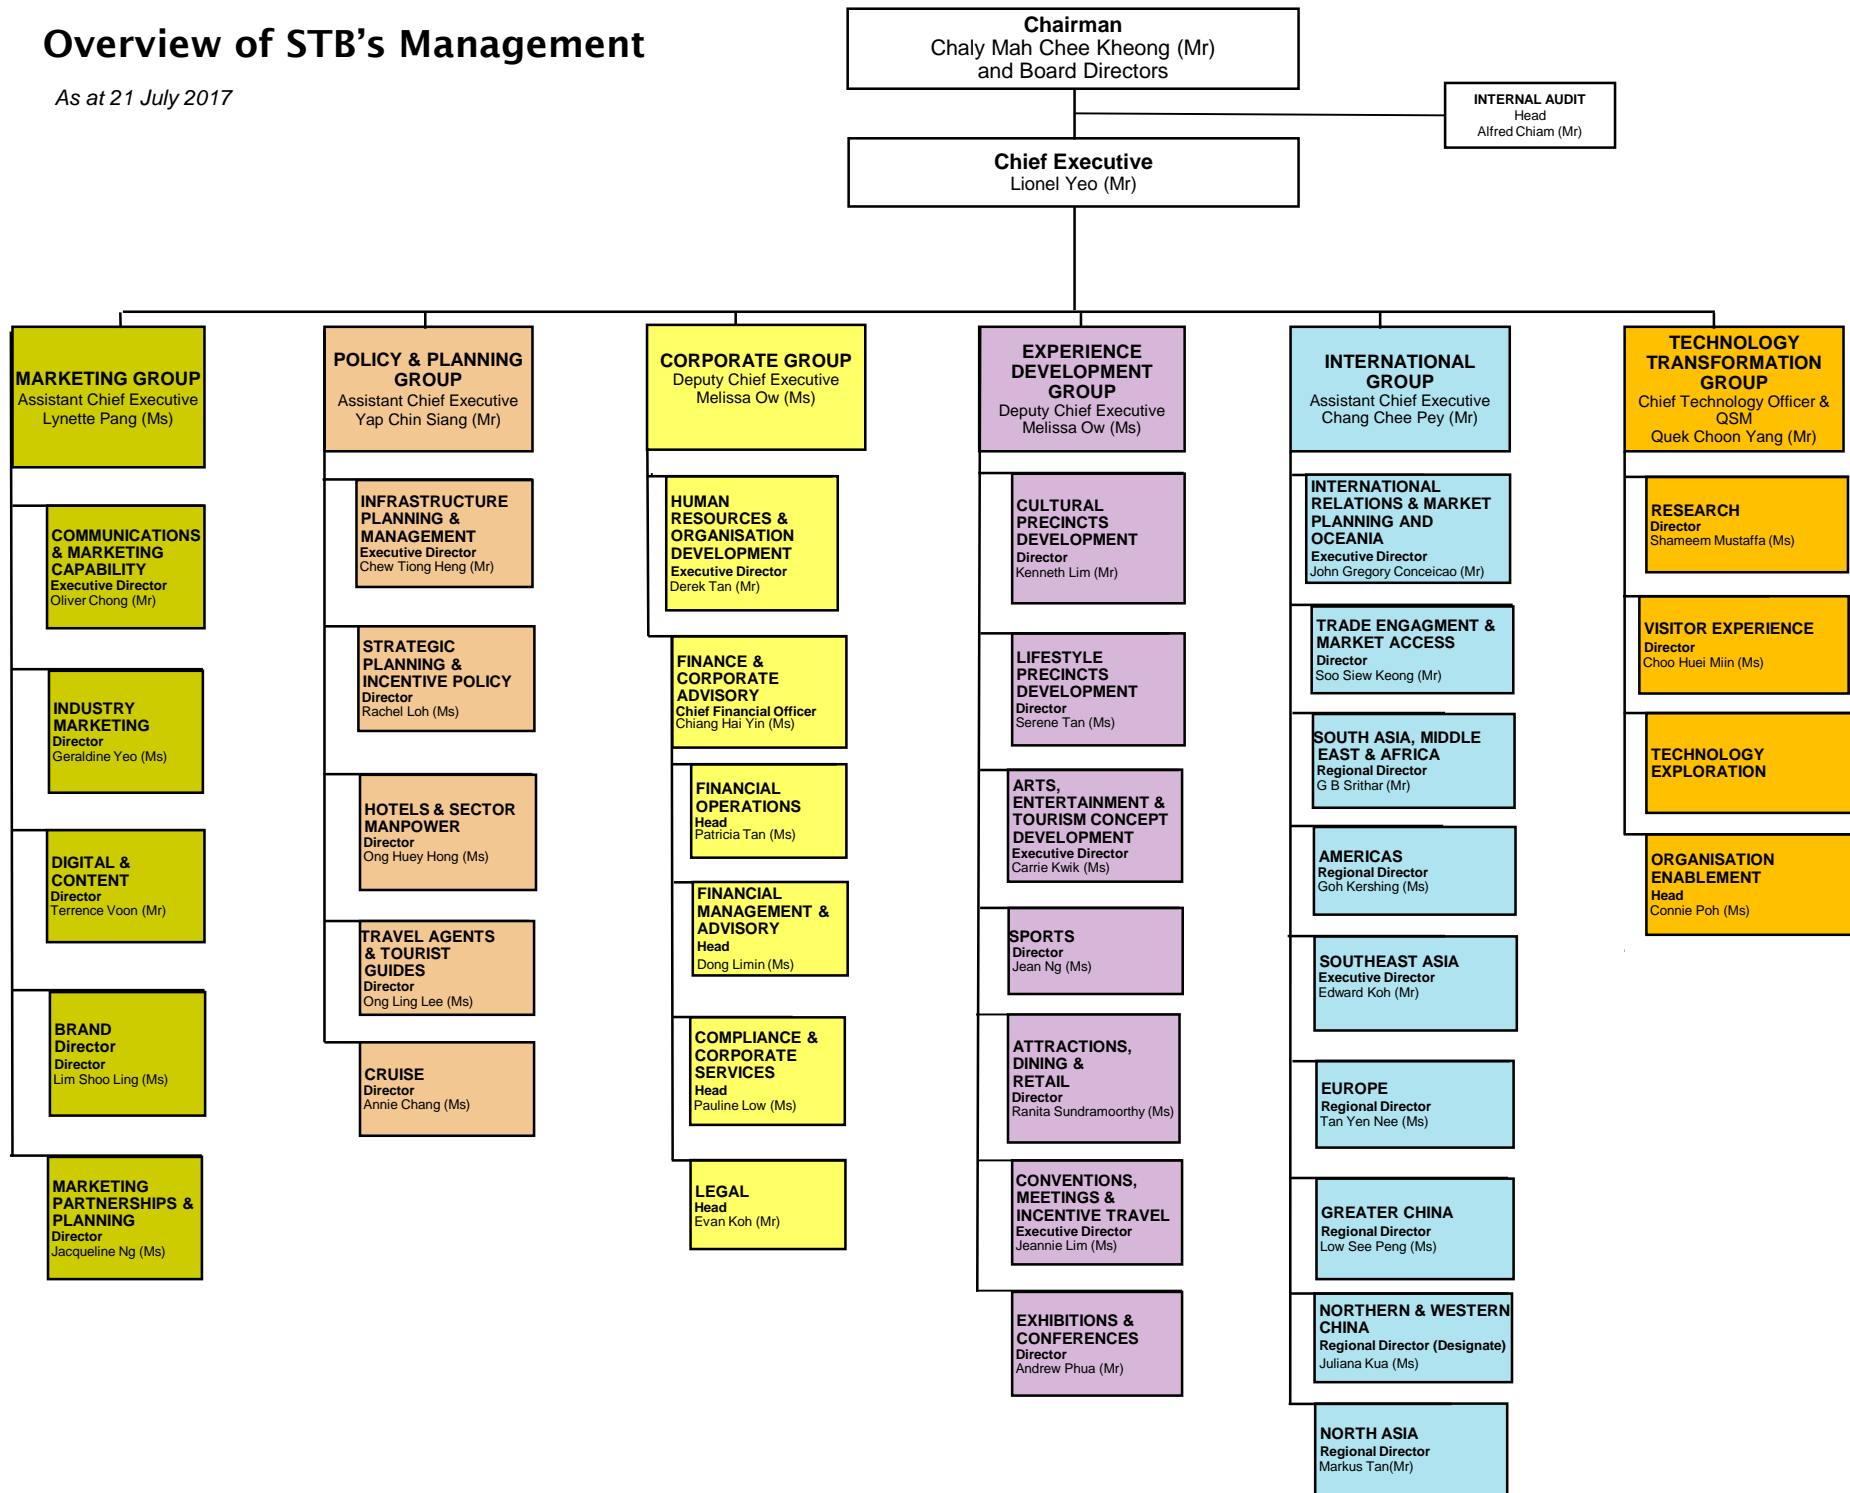 Overview of STB's Management
As at 21 July 2017
Chairman
Chaly Mah Chee Kheong (Mr)
and Board Directors
INTERNAL AUDIT
Head
Alfred Chiam (Mr)
Chief Executive
Lionel Yeo (Mr)
MARKETING GROUP
Assistant Chief Executive
Lynette Pang (Ms)
COMMUNICATIONS
& MARKETING
CAPABILITY
Executive Director
Oliver Chong (Mr)
INDUSTRY
MARKETING
Director
Geraldine Yeo (Ms)
DIGITAL &
CONTENT
Director
Terrence Voon (Mr)
BRAND
Director
Director
Lim Shoo Ling (Ms)
MARKETING
PARTNERSHIPS &
PLANNING
Director
Jacqueline Ng (Ms)
POLICY & PLANNING
GROUP
Assistant Chief Executive
Yap Chin Siang (Mr)
INFRASTRUCTURE
PLANNING &
MANAGEMENT
Executive Director
Chew Tiong Heng (Mr)
STRATEGIC
PLANNING &
INCENTIVE POLICY
Director
Rachel Loh (Ms)
HOTELS & SECTOR
MANPOWER
Director
Ong Huey Hong (Ms)
TRAVEL AGENTS
& TOURIST
GUIDES
Director
Ong Ling Lee (Ms)
CRUISE
Director
Annie Chang (Ms)
CORPORATE GROUP
Deputy Chief Executive
Melissa Ow (Ms)
HUMAN
RESOURCES &
ORGANISATION
DEVELOPMENT
Executive Director
Derek Tan (Mr)
FINANCE &
CORPORATE
ADVISORY
Chief Financial Officer
Chiang Hai Yin (Ms)
FINANCIAL
OPERATIONS
Head
Patricia Tan (Ms)
FINANCIAL
MANAGEMENT &
ADVISORY
Head
Dong Limin (Ms)
COMPLIANCE &
CORPORATE
SERVICES
Head
Pauline Low (Ms)
LEGAL
Head
Evan Koh (Mr)
EXPERIENCE
DEVELOPMENT
GROUP
Deputy Chief Executive
Melissa Ow (Ms)
CULTURAL
PRECINCTS
DEVELOPMENT
Director
Kenneth Lim (Mr)
LIFESTYLE
PRECINCTS
DEVELOPMENT
Director
Serene Tan (Ms)
ARTS,
ENTERTAINMENT &
TOURISM CONCEPT
DEVELOPMENT
Executive Director
Carrie Kwik (Ms)
SPORTS
Director
Jean Ng (Ms)
ATTRACTIONS,
DINING &
RETAIL
Director
Ranita Sundramoorthy (Ms)
CONVENTIONS,
MEETINGS &
INCENTIVE TRAVEL
Executive Director
Jeannie Lim (Ms)
EXHIBITIONS &
CONFERENCES
Director
Andrew Phua (Mr)
INTERNATIONAL
GROUP
Assistant Chief Executive
Chang Chee Pey (Mr)
INTERNATIONAL
RELATIONS & MARKET
PLANNING AND
OCEANIA
Executive Director
John Gregory Conceicao (Mr)
TRADE ENGAGMENT &
MARKET ACCESS
Director
Soo Siew Keong (Mr)
SOUTH ASIA, MIDDLE
EAST & AFRICA
Regional Director
G B Srithar (Mr)
AMERICAS
Regional Director
Goh Kershing (Ms)
SOUTHEAST ASIA
Executive Director
Edward Koh (Mr)
EUROPE
Regional Director
Tan Yen Nee (Ms)
GREATER CHINA
Regional Director
Low See Peng (Ms)
NORTHERN & WESTERN
CHINA
Regional Director (Designate)
Juliana Kua (Ms)
NORTH ASIA
Regional Director
Markus Tan(Mr)
TECHNOLOGY
TRANSFORMATION
GROUP
Chief Technology Officer &
QSM
Quek Choon Yang (Mr)
RESEARCH
Director
Shameem Mustaffa (Ms)
VISITOR EXPERIENCE
Director
Choo Huei Miin (Ms)
TECHNOLOGY
EXPLORATION
ORGANISATION
ENABLEMENT
Head
Connie Poh (Ms)